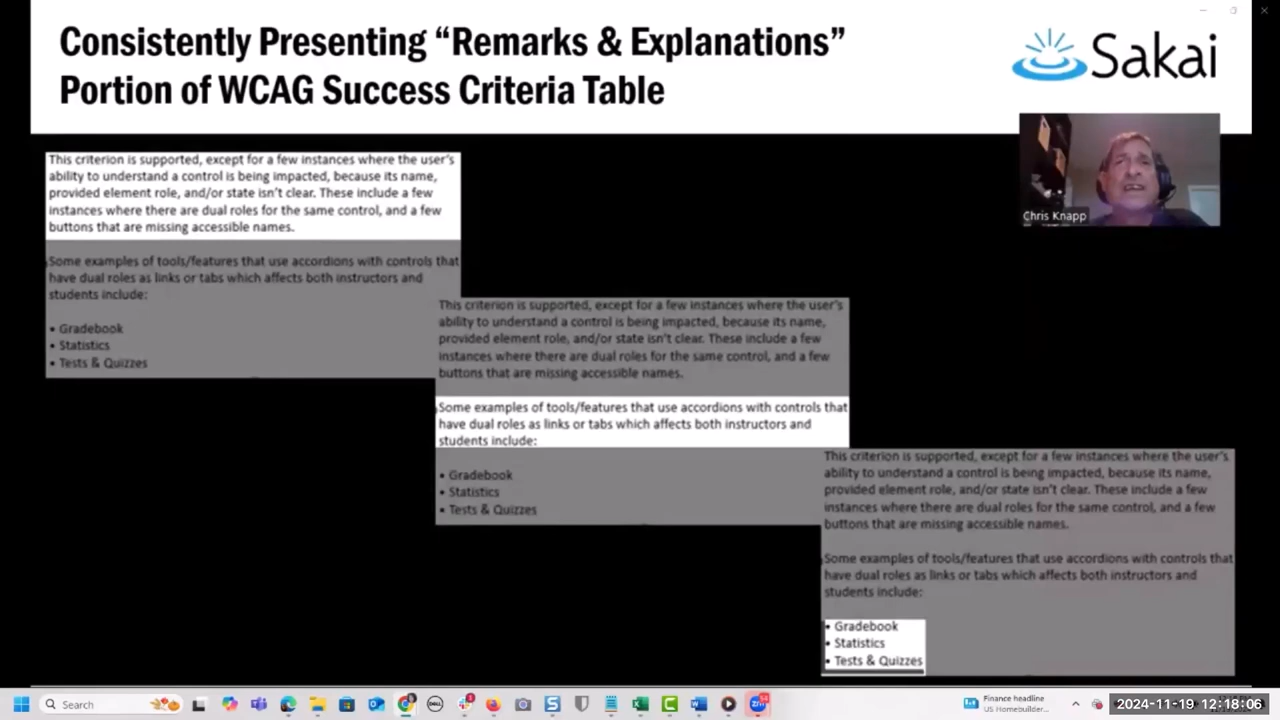 Consistently Presenting “Remarks & Explanations”
Portion of WCAG Success Criteria Table
Sakai
Chris Knapp
This criterion is supported, except for a few instances where the user's
ability to understand a control is being impacted, because its name,
provided element role, and/or state isn't clear. These include a few
instances where there are dual roles for the same control, and a few
buttons that are missing accessible names.
Some examples of tools/features that use accordions with controls that
have dual roles as links or tabs which affects both instructors and
students include:
• Gradebook
• Statistics
• Tests & Quizzes
This criterion is supported, except for a few instances where the user's
ability to understand a control is being impacted, because its name,
provided element role, and/or state isn't clear. These include a few
instances where there are dual roles for the same control, and a few
buttons that are missing accessible names.
Some examples of tools/features that use accordions with controls that
have dual roles as links or tabs which affects both instructors and
students include:
• Gradebook
• Statistics
• Tests & Quizzes
This criterion is supported, except for a few instances where the user's
ability to understand a control is being impacted, because its name,
provided element role, and/or state isn't clear. These include a few
instances where there are dual roles for the same control, and a few
buttons that are missing accessible names.
Some examples of tools/features that use accordions with controls that
have dual roles as links or tabs which affects both instructors and
students include:
• Gradebook
• Statistics
• Tests & Quizzes
Search
DELL
Finance headline
US Homebuilder...
2024-11-19 12:18:06